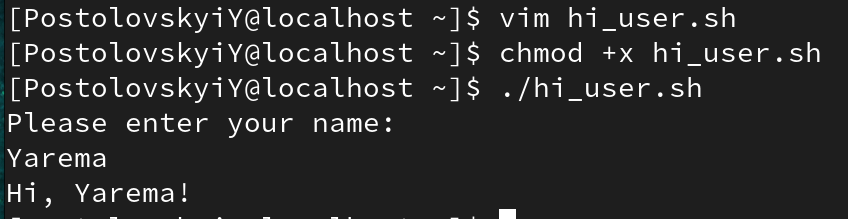 [PostolovskyiY@localhost ~]$ vim hi_user.sh
[PostolovskyiY@localhost ~]$ chmod +x hi_user.sh
[PostolovskyiY@localhost ~]$ ./hi_user.sh
Please enter your name:
Yarema
Hi, Yarema!